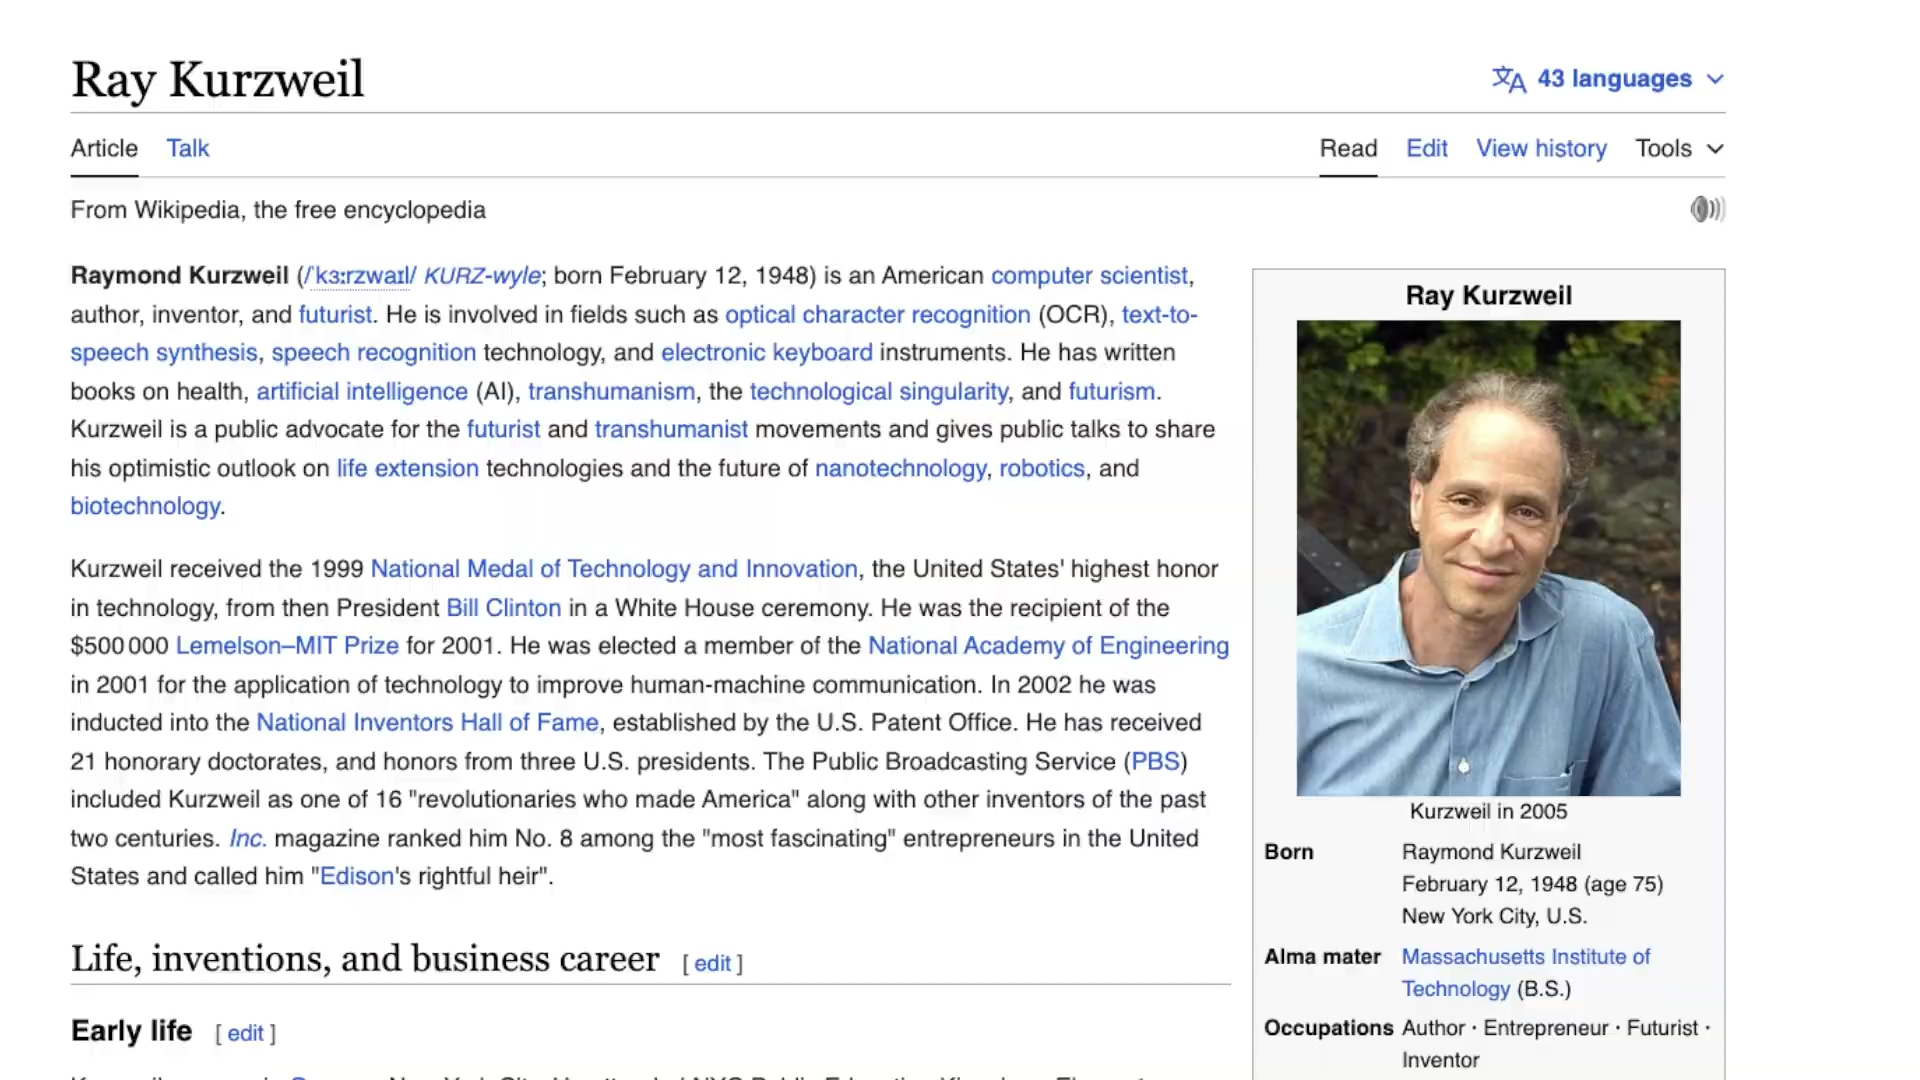 Ray Kurzweil
43 languages
Article Talk
Read Edit View history Tools
From Wikipedia, the free encyclopedia
Raymond Kurzweil (/ˈkɜːrzwaɪl/ KURZ-wyle; born February 12, 1948) is an American computer scientist,
author, inventor, and futurist. He is involved in fields such as optical character recognition (OCR), text-to-
speech synthesis, speech recognition technology, and electronic keyboard instruments. He has written
books on health, artificial intelligence (AI), transhumanism, the technological singularity, and futurism.
Kurzweil is a public advocate for the futurist and transhumanist movements and gives public talks to share
his optimistic outlook on life extension technologies and the future of nanotechnology, robotics, and
biotechnology.
Kurzweil received the 1999 National Medal of Technology and Innovation, the United States' highest honor
in technology, from then President Bill Clinton in a White House ceremony. He was the recipient of the
$500 000 Lemelson–MIT Prize for 2001. He was elected a member of the National Academy of Engineering
in 2001 for the application of technology to improve human-machine communication. In 2002 he was
inducted into the National Inventors Hall of Fame, established by the U.S. Patent Office. He has received
21 honorary doctorates, and honors from three U.S. presidents. The Public Broadcasting Service (PBS)
included Kurzweil as one of 16 "revolutionaries who made America" along with other inventors of the past
two centuries. Inc. magazine ranked him No. 8 among the "most fascinating" entrepreneurs in the United
States and called him "Edison's rightful heir".
Life, inventions, and business career [ edit ]
Early life [ edit ]
Ray Kurzweil
Kurzweil in 2005
Born Raymond Kurzweil
February 12, 1948 (age 75)
New York City, U.S.
Alma mater Massachusetts Institute of
Technology (B.S.)
Occupations Author · Entrepreneur · Futurist ·
Inventor